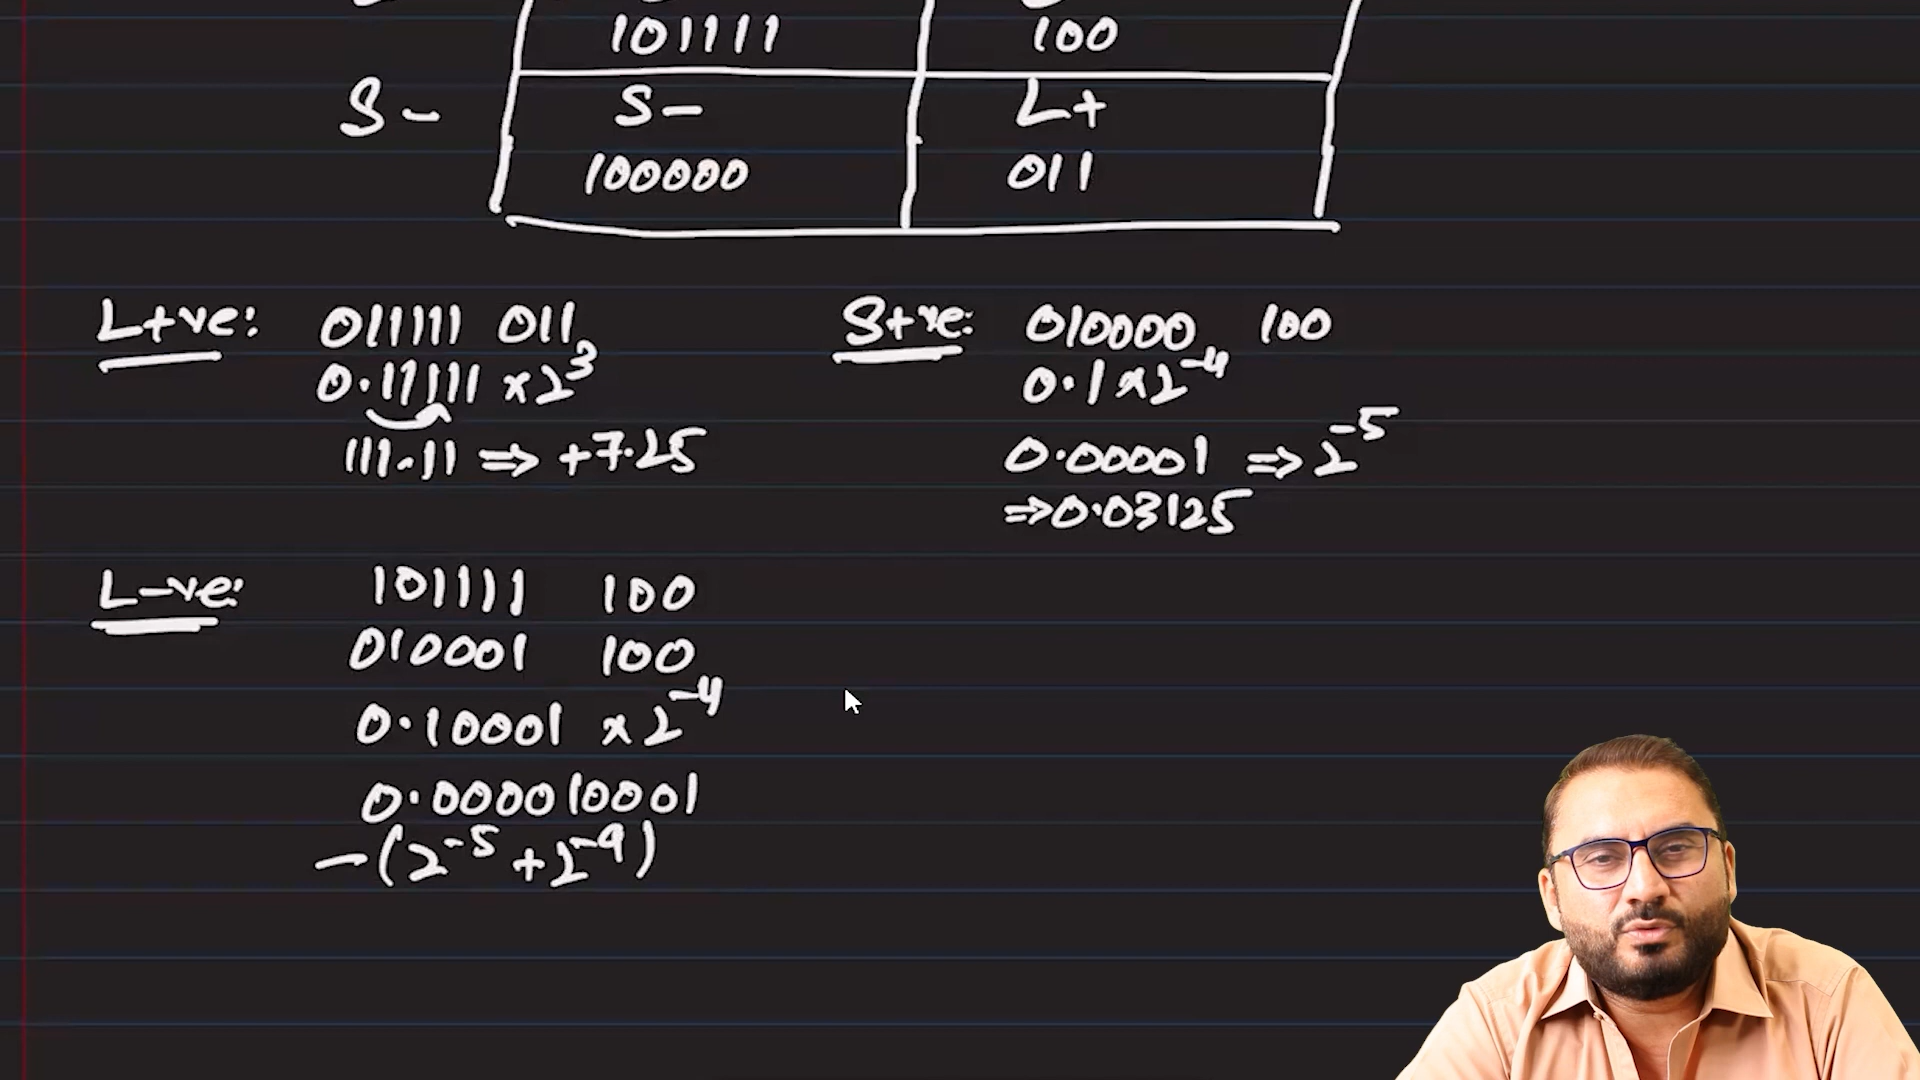 101111 100
S- S- L+
100000 011
L+ve: 011111 011 S+ve: 010000 100
0.11111 x 2^3 0.1 x 2^-4
111.11 ⇒ +7.25 0.00001 ⇒ 2^-5
⇒ 0.03125
L-ve: 101111 100
010001 100
0.10001 x 2^-4
0.000010001
-(2^-5 + 2^-9)